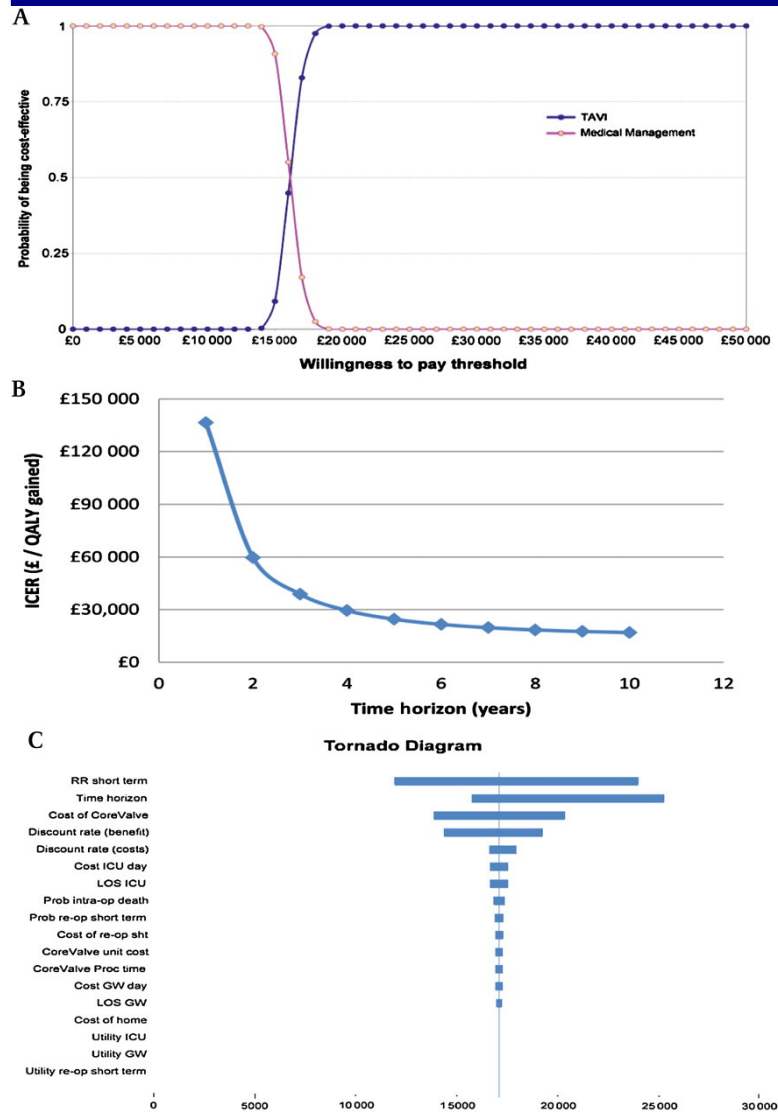 A
1
0.75
0.5
0.25
0
Probability of being cost-effective
TAVI
Medical Management
£0 £5 000 £10 000 £15 000 £20 000 £25 000 £30 000 £35 000 £40 000 £45 000 £50 000
Willingness to pay threshold
B
£150 000
£120 000
£90 000
£60 000
£30,000
£0
ICER (£ / QALY gained)
0 2 4 6 8 10 12
Time horizon (years)
C
Tornado Diagram
RR short term
Time horizon
Cost of CoreValve
Discount rate (benefit)
Discount rate (costs)
Cost ICU day
LOS ICU
Prob intra-op death
Prob re-op short term
Cost of re-op sht
CoreValve unit cost
CoreValve Proc time
Cost GW day
LOS GW
Cost of home
Utility ICU
Utility GW
Utility re-op short term
0 5000 10 000 15 000 20 000 25 000 30 000